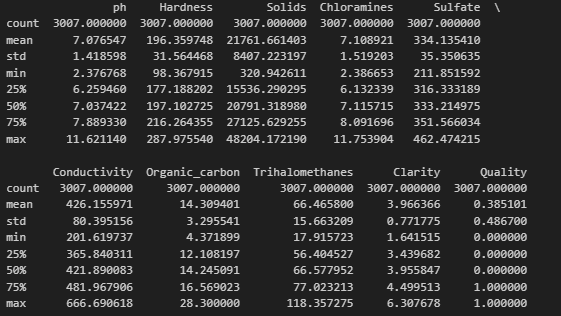 ph Hardness Solids Chloramines Sulfate \
count 3007.000000 3007.000000 3007.000000 3007.000000 3007.000000
mean 7.076547 196.359748 21761.661403 7.108921 334.135410
std 1.418598 31.564468 8407.223197 1.519203 35.350635
min 2.376768 98.367915 320.942611 2.386653 211.851592
25% 6.259460 177.188202 15536.290295 6.132339 316.333189
50% 7.037422 197.102725 20791.318980 7.115715 333.214975
75% 7.889330 216.264355 27125.629255 8.091696 351.566034
max 11.621140 287.975540 48204.172190 11.753904 462.474215
Conductivity Organic_carbon Trihalomethanes Clarity Quality
count 3007.000000 3007.000000 3007.000000 3007.000000 3007.000000
mean 426.155971 14.309401 66.465800 3.966366 0.385101
std 80.395156 3.295541 15.663209 0.771775 0.486700
min 201.619737 4.371899 17.915723 1.641515 0.000000
25% 365.840311 12.108197 56.404527 3.439682 0.000000
50% 421.890083 14.245091 66.577952 3.955847 0.000000
75% 481.967906 16.569023 77.023213 4.499513 1.000000
max 666.690618 28.300000 118.357275 6.307678 1.000000